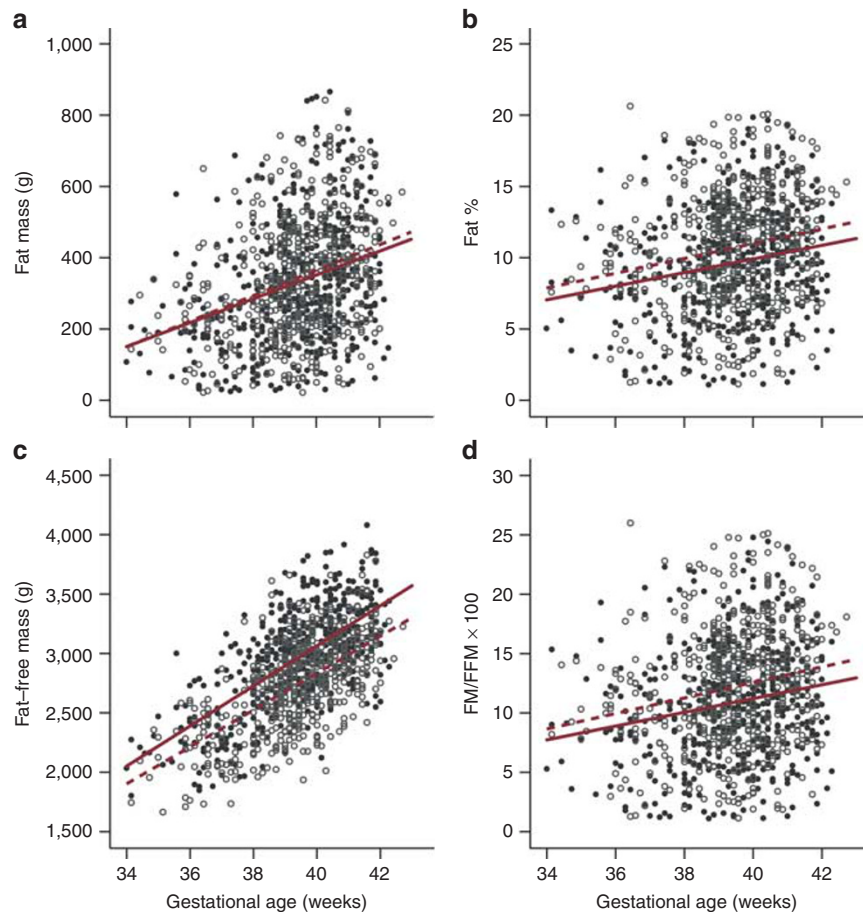 a
1,000
800
600
400
200
0
Fat mass (g)
b
25
20
15
10
5
0
Fat %
c
4,500
4,000
3,500
3,000
2,500
2,000
1,500
Fat–free mass (g)
34 36 38 40 42
Gestational age (weeks)
d
30
25
20
15
10
5
0
FM/FFM × 100
34 36 38 40 42
Gestational age (weeks)